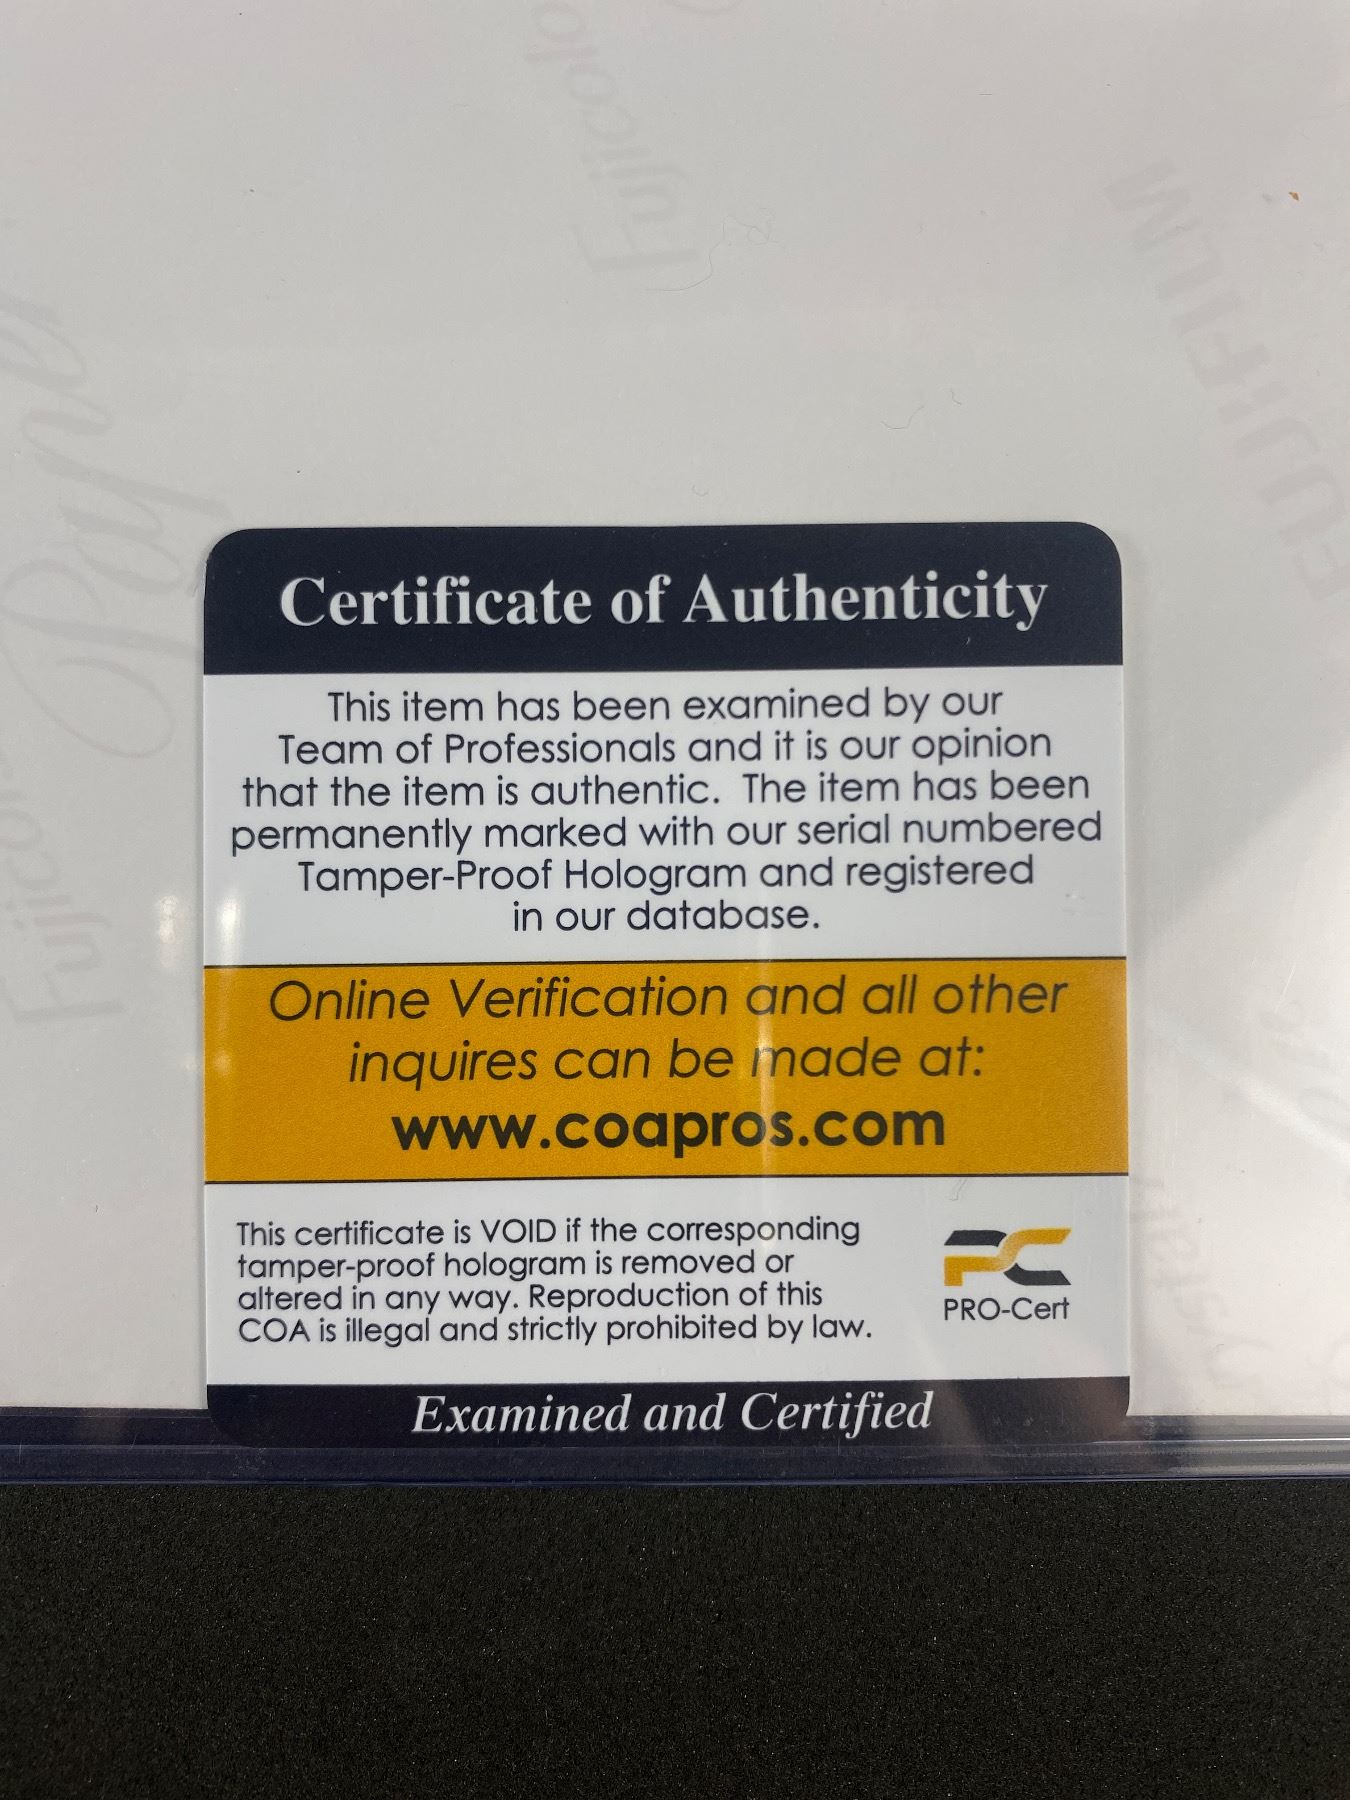 Fujicolo
FUJIFILM
Certificate of Authenticity
This item has been examined by our
Team of Professionals and it is our opinion
that the item is authentic. The item has been
permanently marked with our serial numbered
Tamper-Proof Hologram and registered
in our database.
Online Verification and all other
inquires can be made at:
www.coapros.com
This certificate is VOID if the corresponding
tamper-proof hologram is removed or
altered in any way. Reproduction of this
COA is illegal and strictly prohibited by law.
PC
PRO-Cert
Examined and Certified